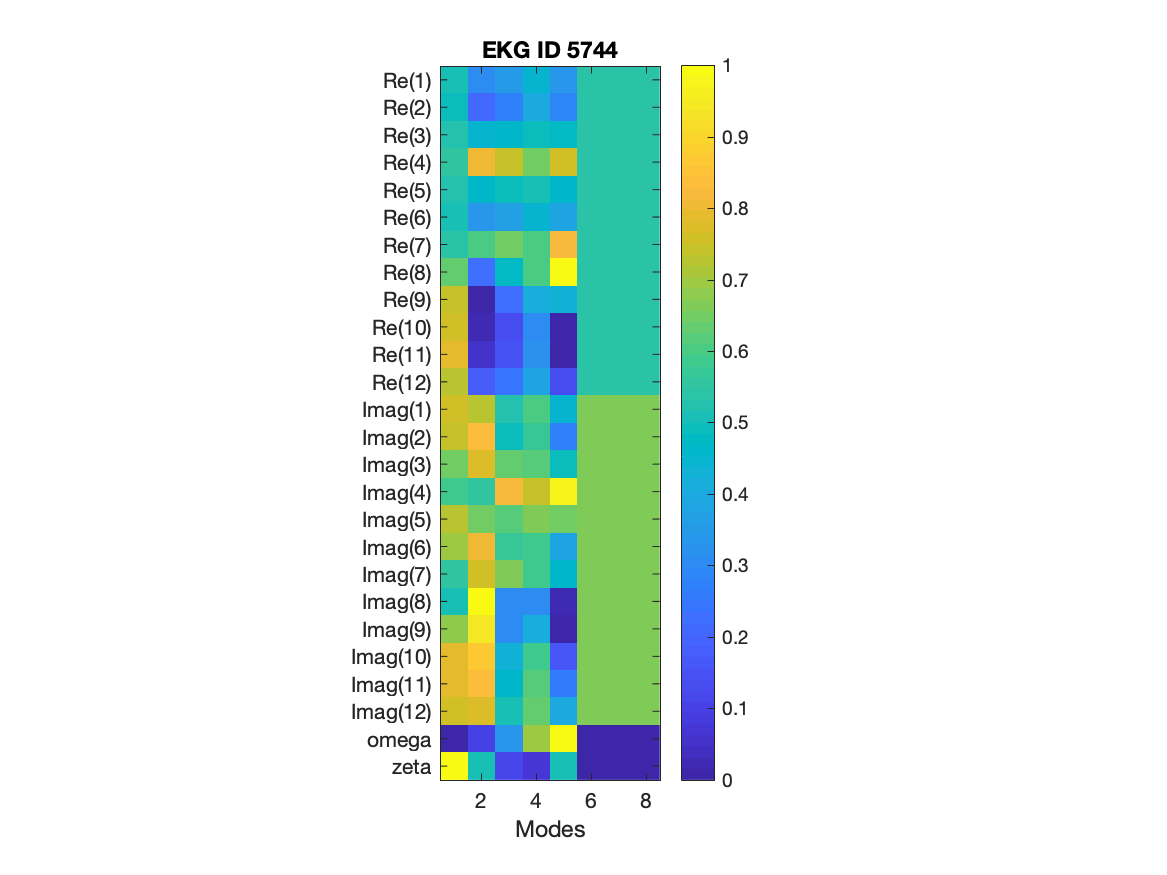 EKG ID 5744
Re(1)
Re(2)
Re(3)
Re(4)
Re(5)
Re(6)
Re(7)
Re(8)
Re(9)
Re(10)
Re(11)
Re(12)
Imag(1)
Imag(2)
Imag(3)
Imag(4)
Imag(5)
Imag(6)
Imag(7)
Imag(8)
Imag(9)
Imag(10)
Imag(11)
Imag(12)
omega
zeta
2 4 6 8
Modes
1
0.9
0.8
0.7
0.6
0.5
0.4
0.3
0.2
0.1
0